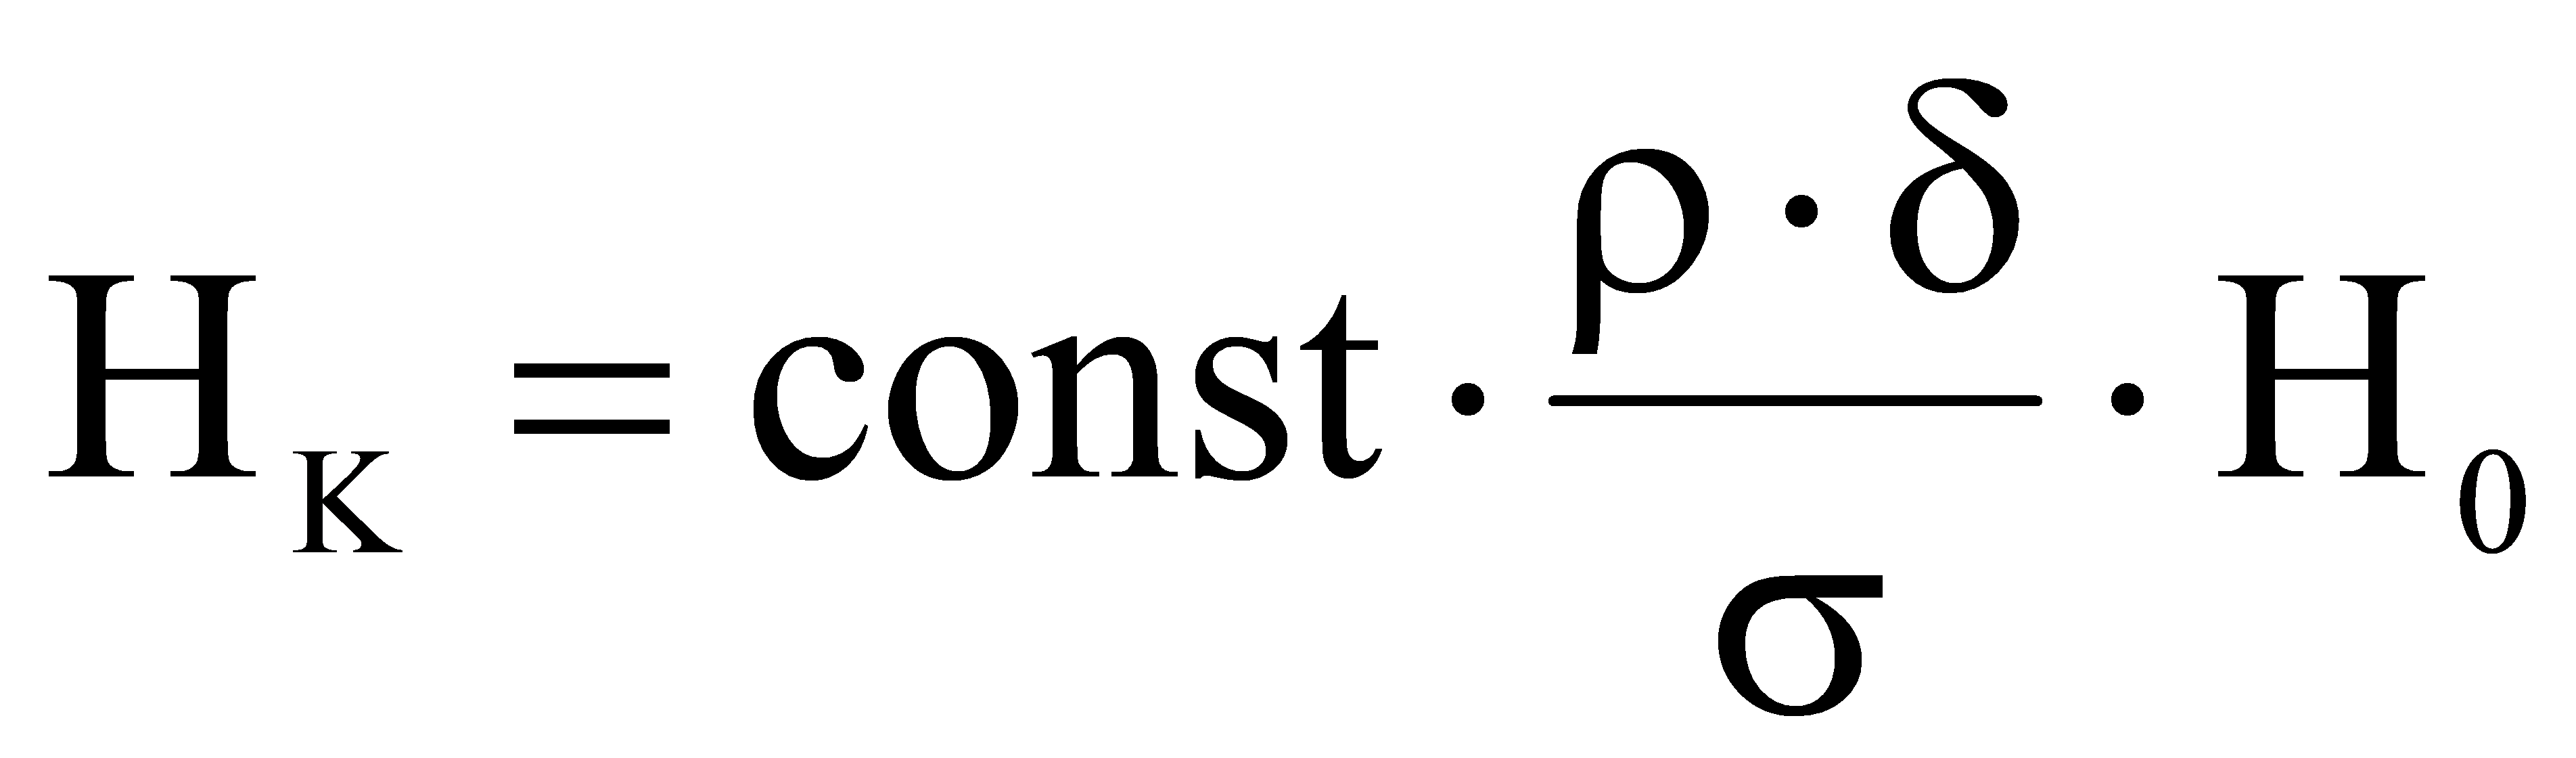 H_K = const · (ρ · δ) / σ · H_0